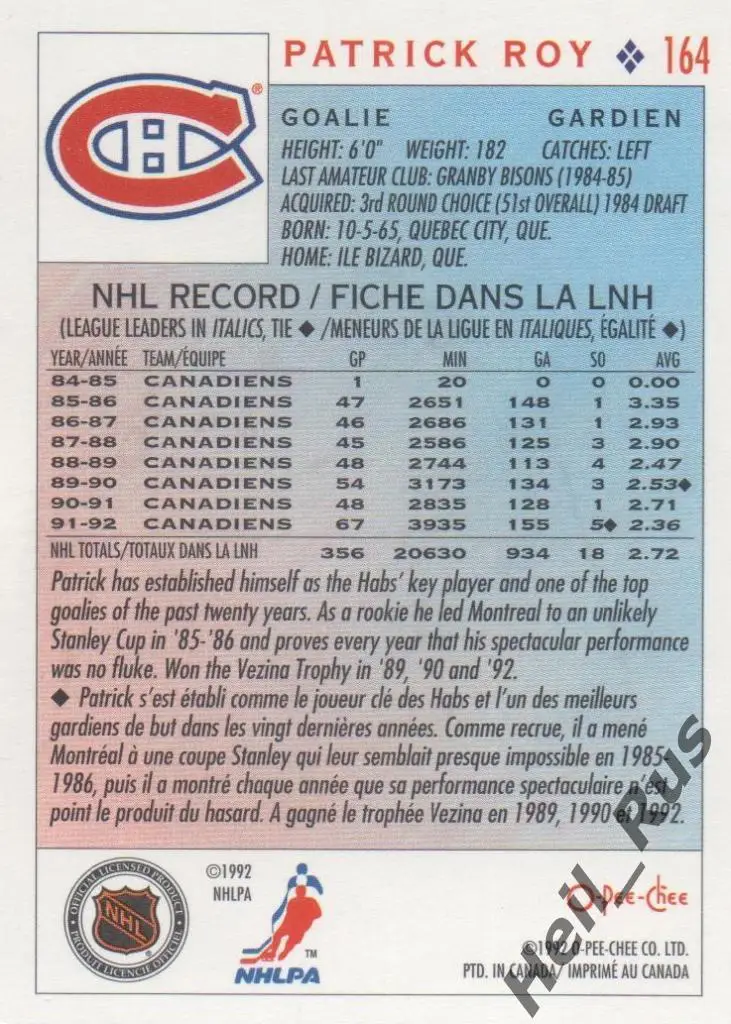 PATRICK ROY ❖ 164
GOALIE GARDIEN
HEIGHT: 6'0" WEIGHT: 182 CATCHES: LEFT
LAST AMATEUR CLUB: GRANBY BISONS (1984-85)
ACQUIRED: 3rd ROUND CHOICE (51st OVERALL) 1984 DRAFT
BORN: 10-5-65, QUEBEC CITY, QUE.
HOME: ILE BIZARD, QUE.
NHL RECORD / FICHE DANS LA LNH
(LEAGUE LEADERS IN ITALICS, TIE ◆ /MENEURS DE LA LIGUE EN ITALIQUES, ÉGALITÉ ◆)
YEAR/ANNÉE TEAM/ÉQUIPE GP MIN GA SO AVG
84-85 CANADIENS 1 20 0 0 0.00
85-86 CANADIENS 47 2651 148 1 3.35
86-87 CANADIENS 46 2686 131 1 2.93
87-88 CANADIENS 45 2586 125 3 2.90
88-89 CANADIENS 48 2744 113 4 2.47
89-90 CANADIENS 54 3173 134 3 2.53◆
90-91 CANADIENS 48 2835 128 1 2.71
91-92 CANADIENS 67 3935 155 5◆ 2.36
NHL TOTALS/TOTAUX DANS LA LNH 356 20630 934 18 2.72
Patrick has established himself as the Habs' key player and one of the top
goalies of the past twenty years. As a rookie he led Montreal to an unlikely
Stanley Cup in '85-'86 and proves every year that his spectacular performance
was no fluke. Won the Vezina Trophy in '89, '90 and '92.
◆ Patrick s'est établi comme le joueur clé des Habs et l'un des meilleurs
gardiens de but dans les vingt dernières années. Comme recrue, il a mené
Montréal à une coupe Stanley qui leur semblait presque impossible en 1985-
1986, puis il a montré chaque année que sa performance spectaculaire n'est
point le produit du hasard. A gagné le trophée Vezina en 1989, 1990 et 1992.
OFFICIAL LICENSED PRODUCT
NHL
PRODUIT LICENCIÉ OFFICIEL
©1992
NHLPA
NHLPA
™
O-Pee-Chee
©1992 O-PEE-CHEE CO. LTD.
PTD. IN CANADA/ IMPRIMÉ AU CANADA
Heil_Rus